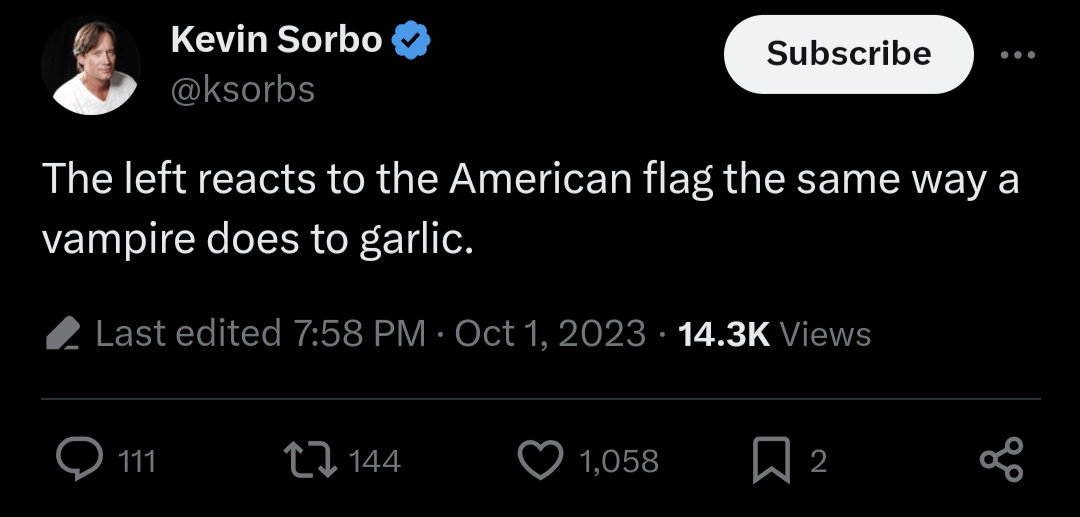 Kevin Sorbo
Subscribe
@ksorbs
The left reacts to the American flag the same way a
vampire does to garlic.
Last edited 7:58 PM · Oct 1, 2023 · 14.3K Views
111 144 1,058 2